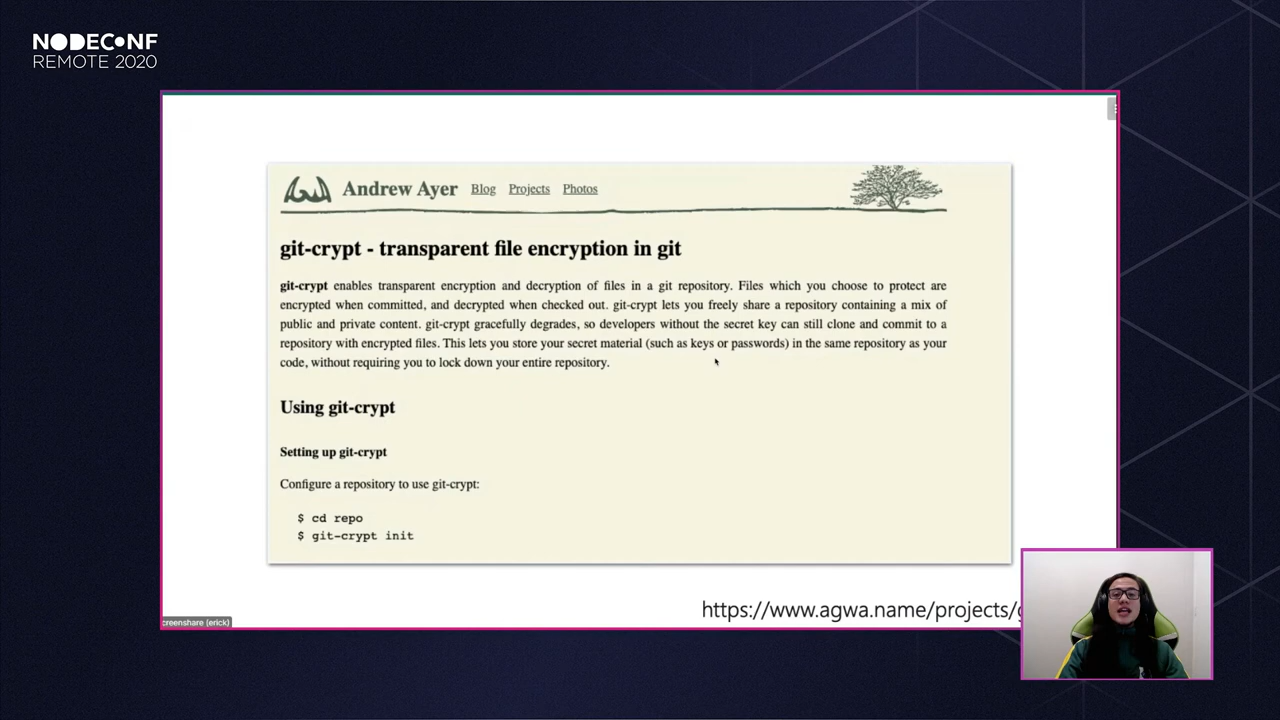 NODECONF
REMOTE 2020
Andrew Ayer Blog Projects Photos
git-crypt - transparent file encryption in git
git-crypt enables transparent encryption and decryption of files in a git repository. Files which you choose to protect are
encrypted when committed, and decrypted when checked out. git-crypt lets you freely share a repository containing a mix of
public and private content. git-crypt gracefully degrades, so developers without the secret key can still clone and commit to a
repository with encrypted files. This lets you store your secret material (such as keys or passwords) in the same repository as your
code, without requiring you to lock down your entire repository.
Using git-crypt
Setting up git-crypt
Configure a repository to use git-crypt:
$ cd repo
$ git-crypt init
https://www.agwa.name/projects/g
creenshare (erick)